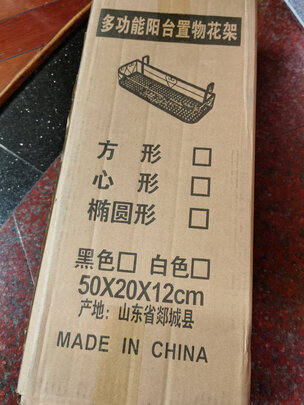 多功能阳台置物花架
方形□
心形□
椭圆形□
黑色□ 白色□
50X20X12cm
产地：山东省郯城县
MADE IN CHINA